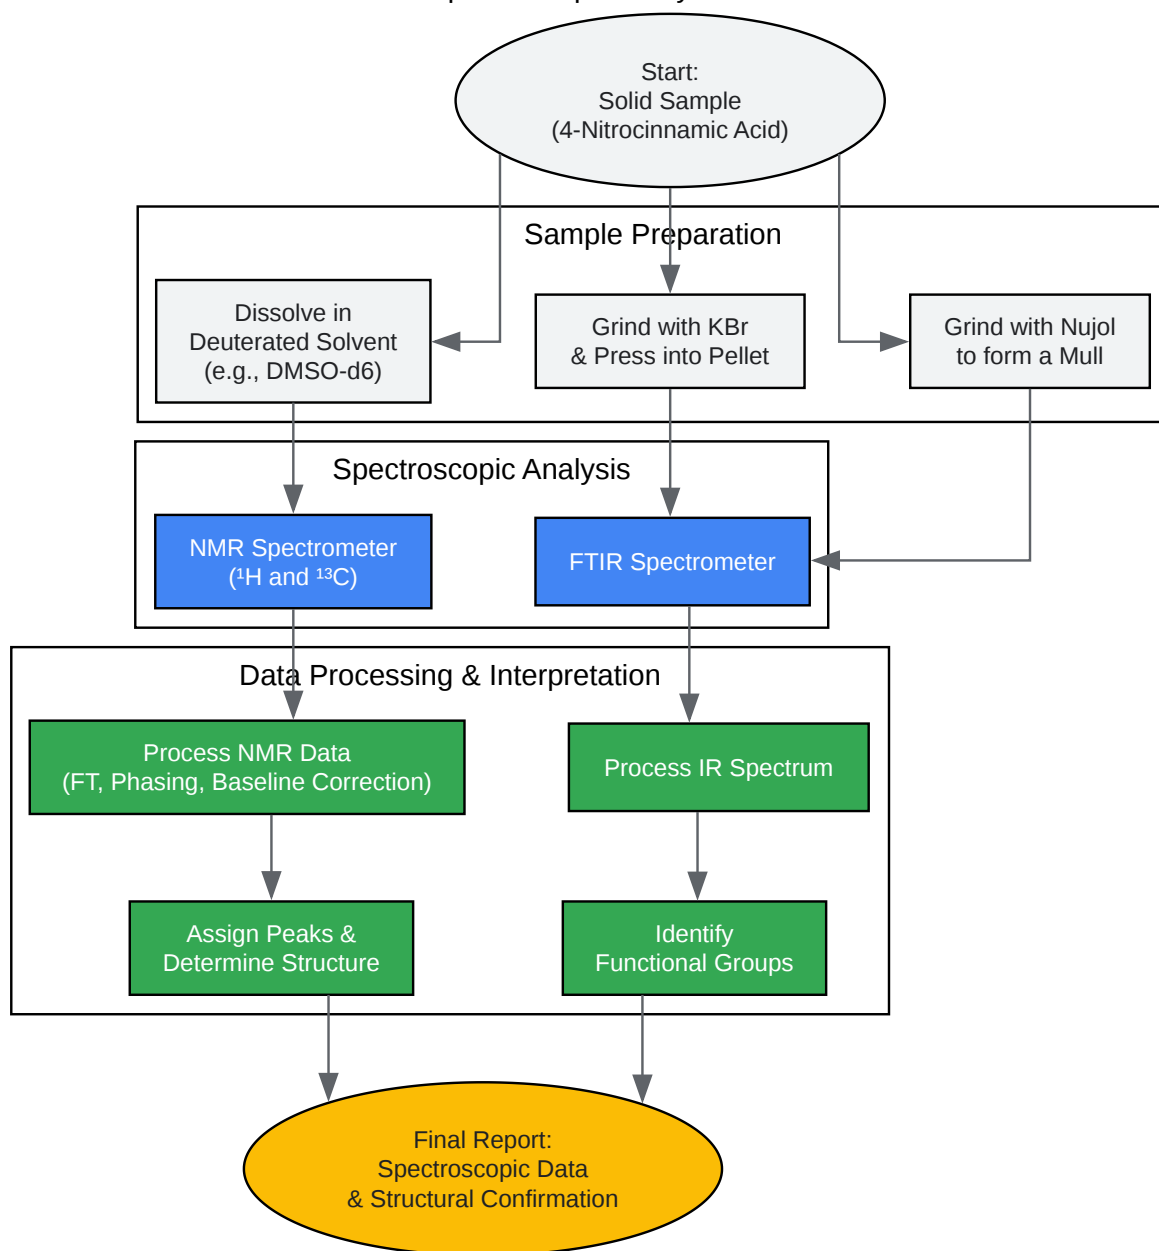 Start:
Solid Sample
(4-Nitrocinnamic Acid)
Sample Preparation
Dissolve in
Deuterated Solvent
(e.g., DMSO-d6)
Grind with KBr
& Press into Pellet
Grind with Nujol
to form a Mull
Spectroscopic Analysis
NMR Spectrometer
(¹H and ¹³C)
FTIR Spectrometer
Data Processing & Interpretation
Process NMR Data
(FT, Phasing, Baseline Correction)
Process IR Spectrum
Assign Peaks &
Determine Structure
Identify
Functional Groups
Final Report:
Spectroscopic Data
& Structural Confirmation